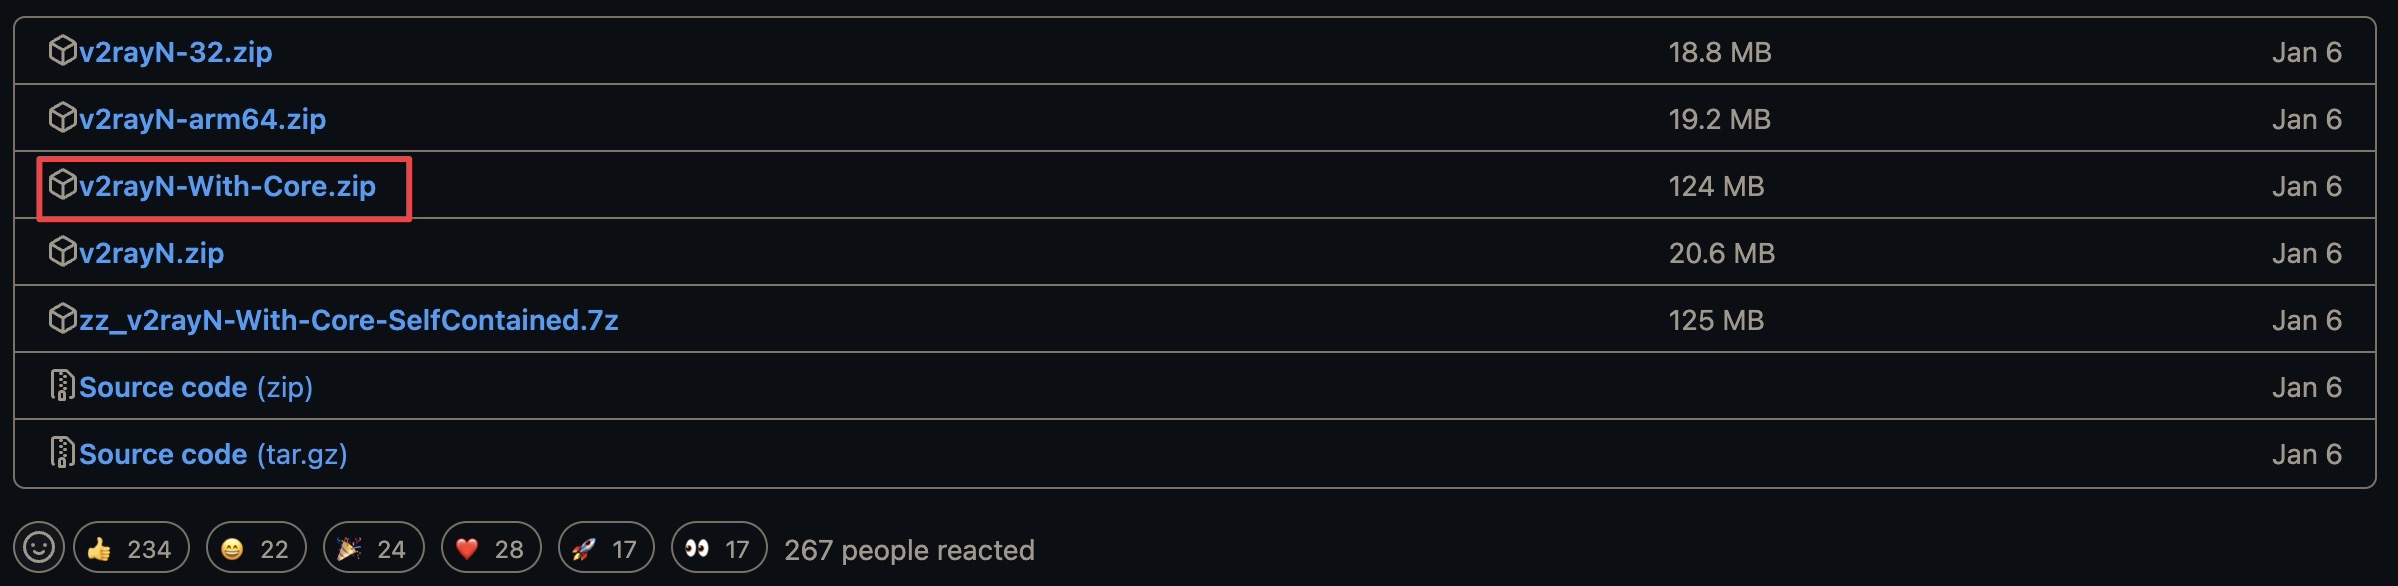 v2rayN-32.zip 18.8 MB Jan 6
v2rayN-arm64.zip 19.2 MB Jan 6
v2rayN-With-Core.zip 124 MB Jan 6
v2rayN.zip 20.6 MB Jan 6
zz_v2rayN-With-Core-SelfContained.7z 125 MB Jan 6
Source code (zip) Jan 6
Source code (tar.gz) Jan 6
234 22 24 28 17 17 267 people reacted